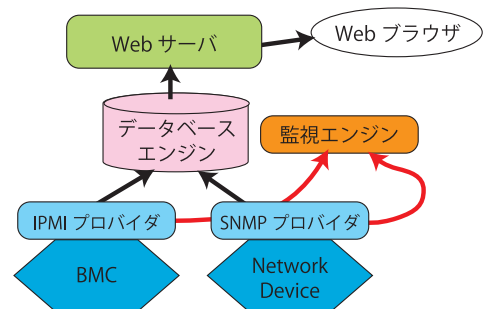 Web サーバ
Web ブラウザ
データベース
エンジン
監視エンジン
IPMI プロバイダ
SNMP プロバイダ
BMC
Network
Device